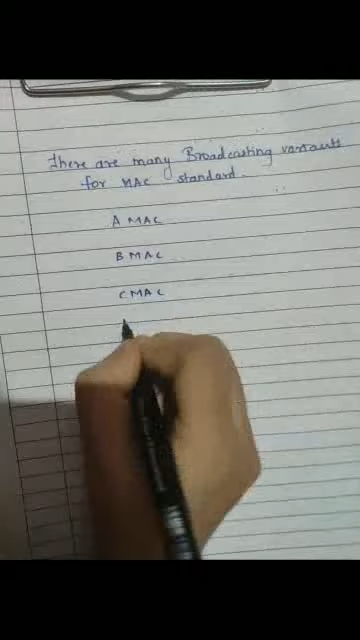 There are many Broadcasting variants
for MAC standard.
A MAC
B MAC
C MAC